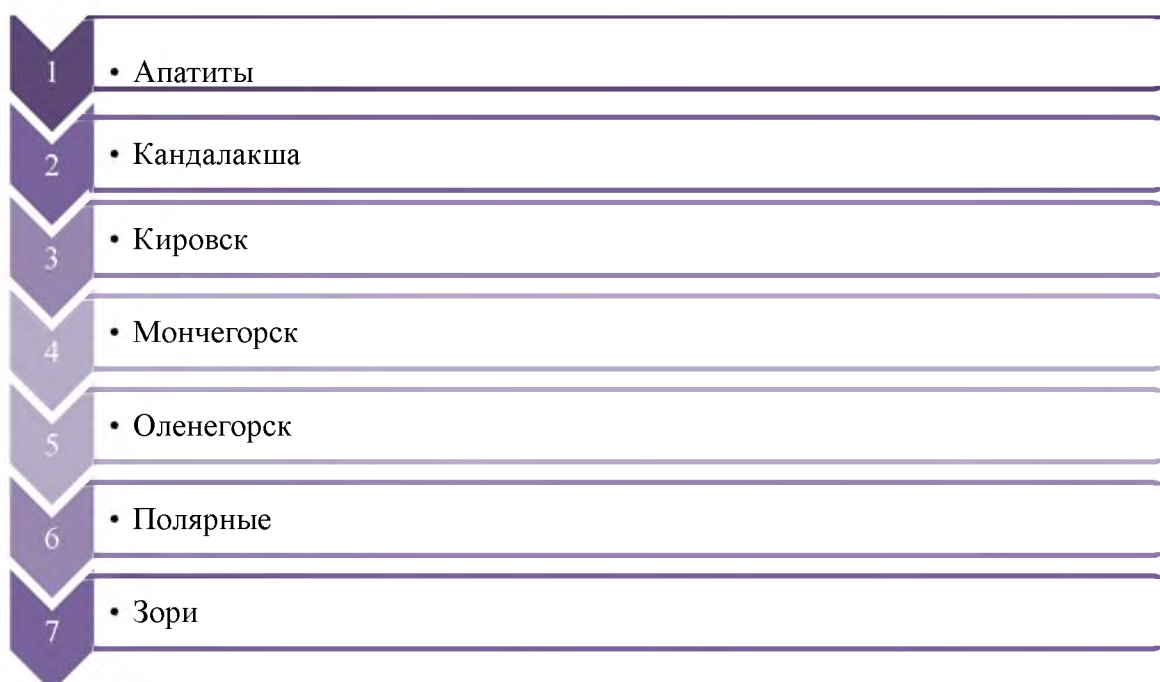 1 • Апатиты
2 • Кандалакша
3 • Кировск
4 • Мончегорск
5 • Оленегорск
6 • Полярные
7 • Зори